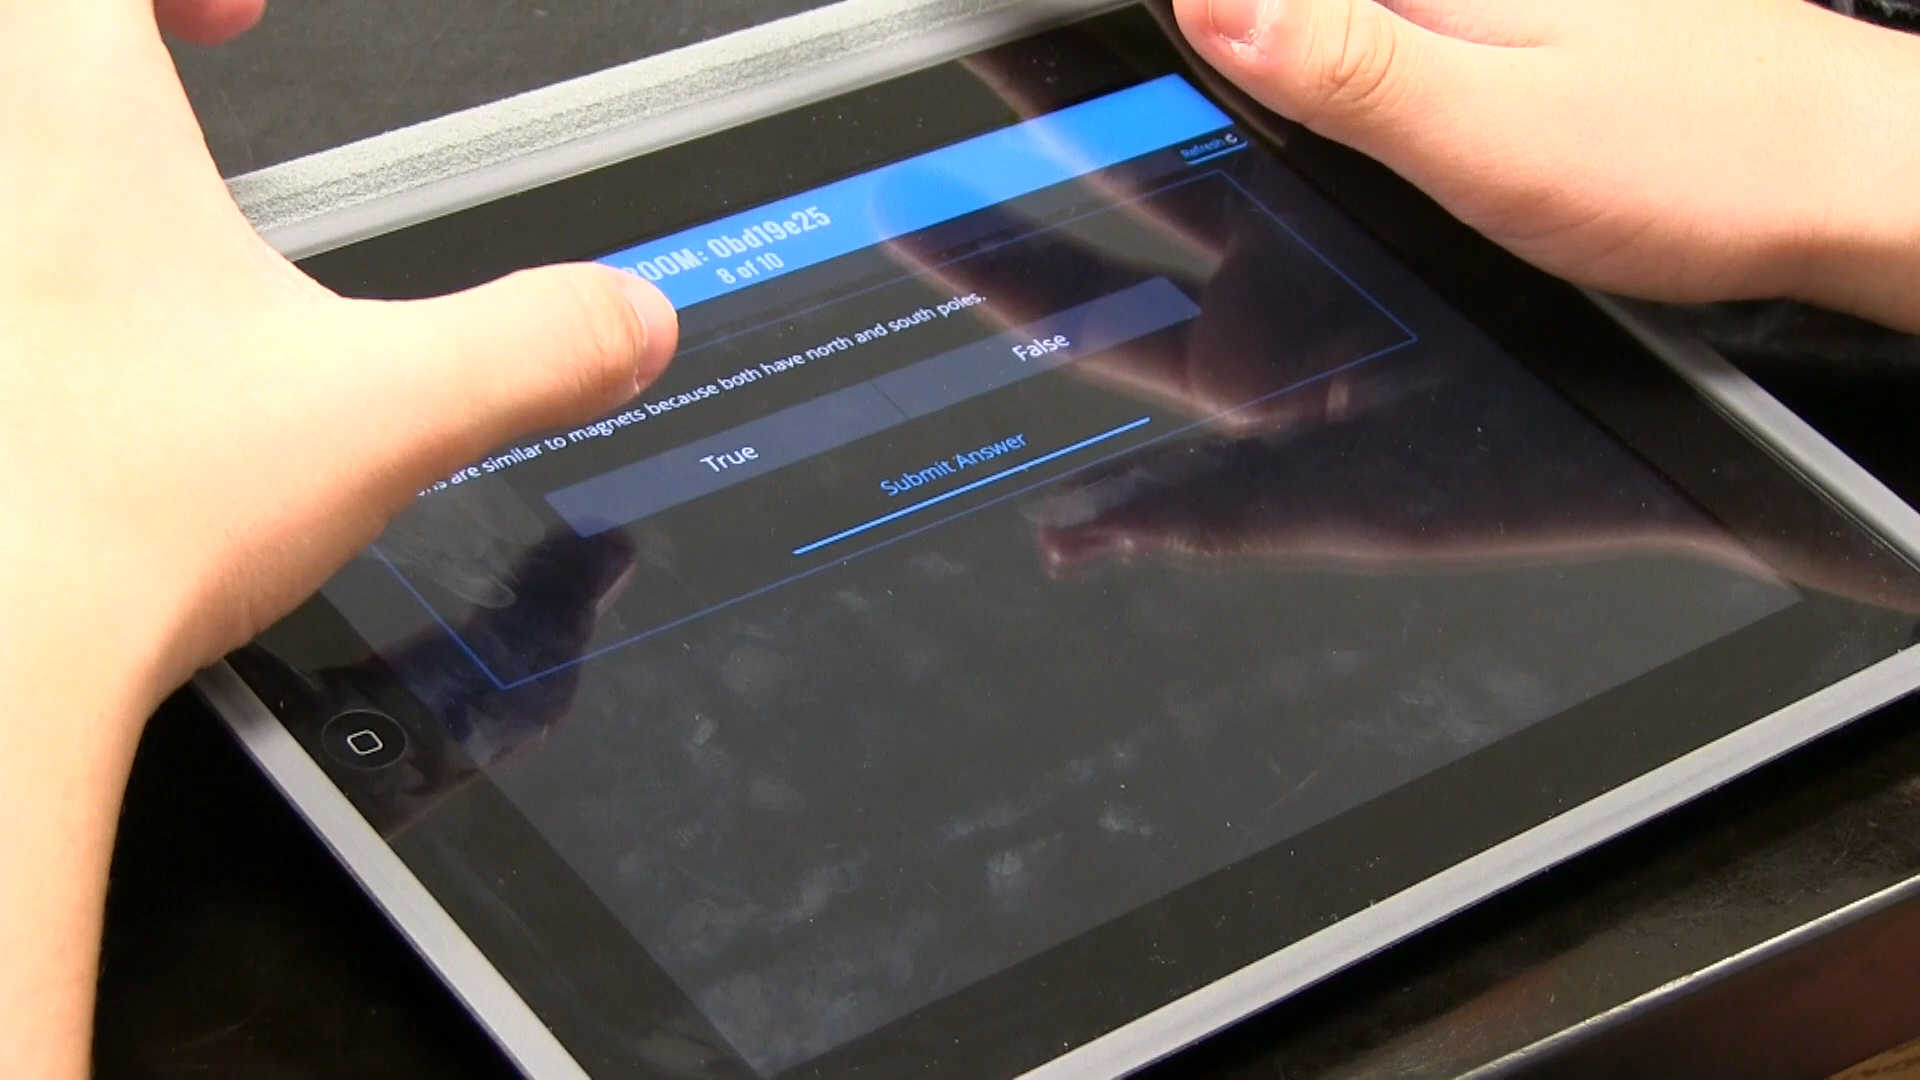 ROOM: 0bd19e25
8 of 10
Refresh
are similar to magnets because both have north and south poles.
True
False
Submit Answer